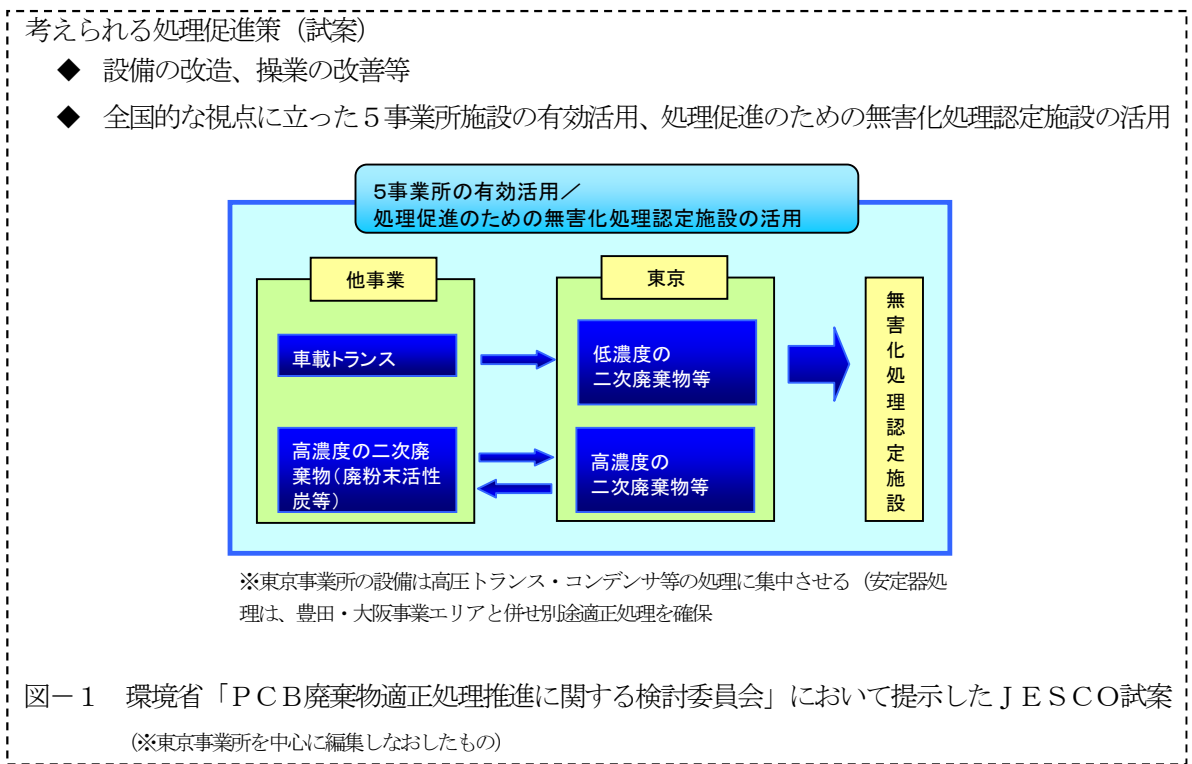 考えられる処理促進策（試案）
◆ 設備の改造、操業の改善等
◆ 全国的な視点に立った５事業所施設の有効活用、処理促進のための無害化処理認定施設の活用
5事業所の有効活用／
処理促進のための無害化処理認定施設の活用
他事業
東京
車載トランス
低濃度の
二次廃棄物等
高濃度の二次廃
棄物（廃粉末活性
炭等）
高濃度の
二次廃棄物等
無害化処理認定施設
※東京事業所の設備は高圧トランス・コンデンサ等の処理に集中させる（安定器処
理は、豊田・大阪事業エリアと併せ別途適正処理を確保
図－１ 環境省「ＰＣＢ廃棄物適正処理推進に関する検討委員会」において提示したＪＥＳＣＯ試案
（※東京事業所を中心に編集しなおしたもの）